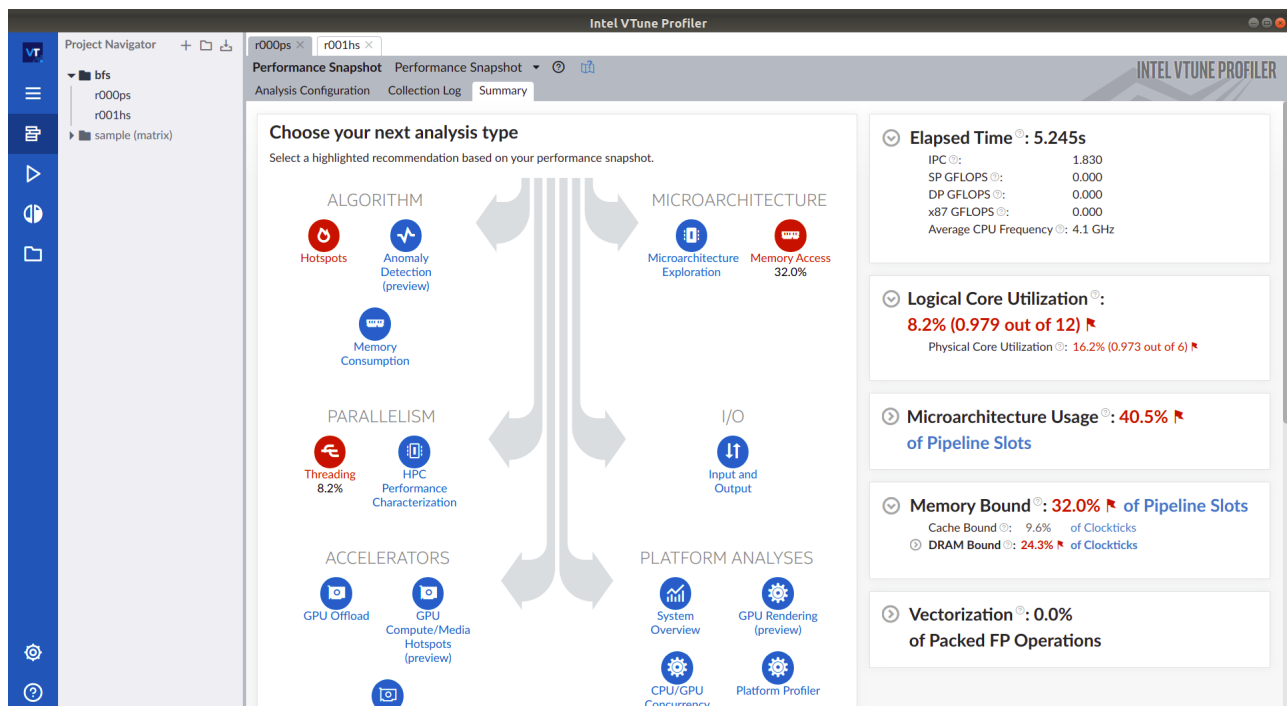 Intel VTune Profiler
VT
Project Navigator
bfs
r000ps
r001hs
sample (matrix)
r000ps
r001hs
Performance Snapshot Performance Snapshot
INTEL VTUNE PROFILER
Analysis Configuration Collection Log Summary
Choose your next analysis type
Select a highlighted recommendation based on your performance snapshot.
ALGORITHM
Hotspots
Anomaly
Detection
(preview)
Memory
Consumption
MICROARCHITECTURE
Microarchitecture
Exploration
Memory Access
32.0%
PARALLELISM
Threading
8.2%
HPC
Performance
Characterization
I/O
Input and
Output
ACCELERATORS
GPU Offload
GPU
Compute/Media
Hotspots
(preview)
PLATFORM ANALYSES
System
Overview
GPU Rendering
(preview)
CPU/GPU
Concurrency
Platform Profiler
Elapsed Time: 5.245s
IPC: 1.830
SP GFLOPS: 0.000
DP GFLOPS: 0.000
x87 GFLOPS: 0.000
Average CPU Frequency: 4.1 GHz
Logical Core Utilization:
8.2% (0.979 out of 12)
Physical Core Utilization: 16.2% (0.973 out of 6)
Microarchitecture Usage: 40.5%
of Pipeline Slots
Memory Bound: 32.0% of Pipeline Slots
Cache Bound: 9.6% of Clockticks
DRAM Bound: 24.3% of Clockticks
Vectorization: 0.0%
of Packed FP Operations